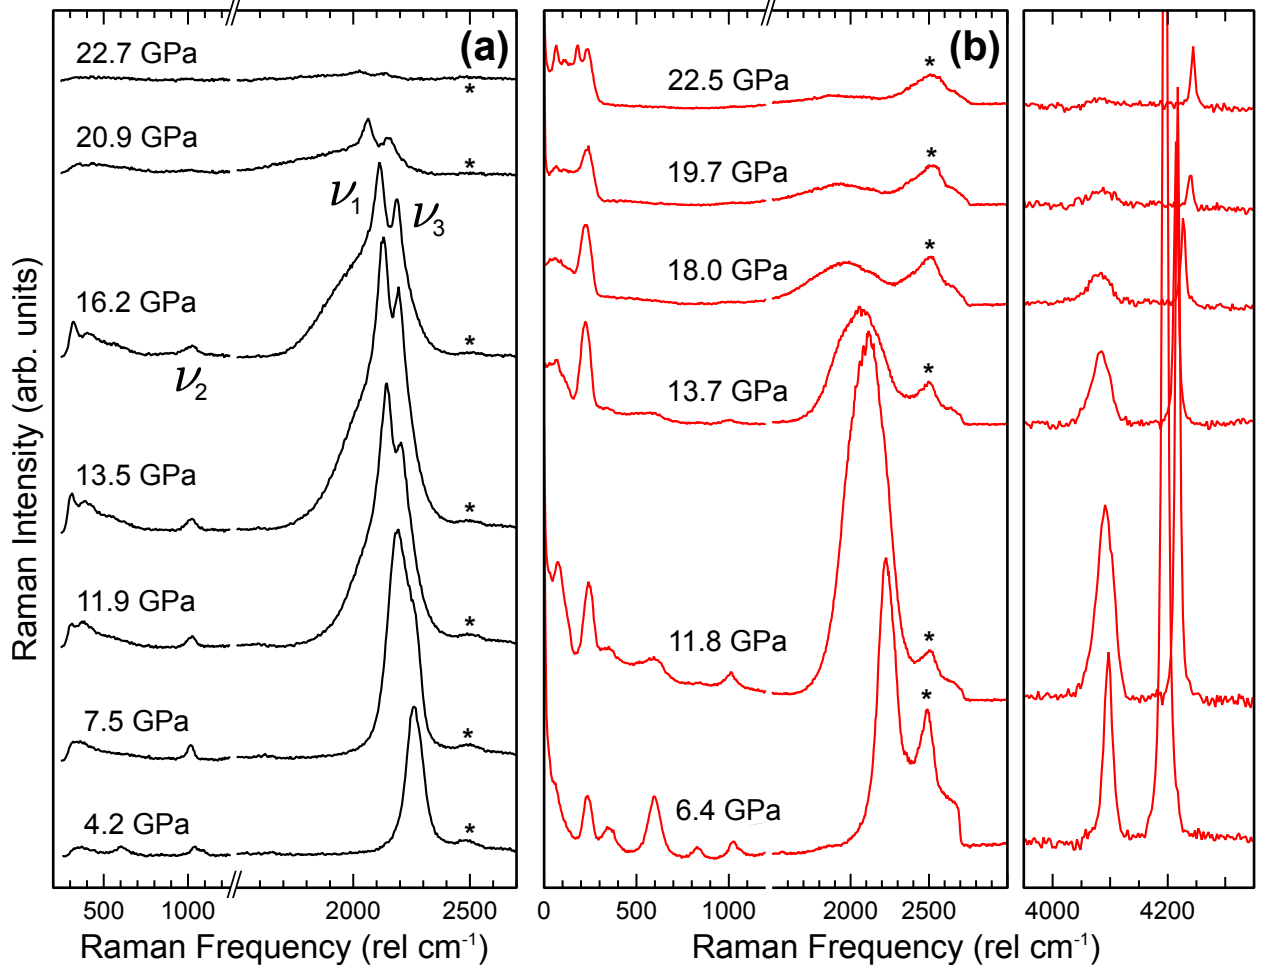 (a)
22.7 GPa
*
20.9 GPa
*
ν1
ν3
16.2 GPa
*
ν2
13.5 GPa
*
11.9 GPa
*
7.5 GPa
*
4.2 GPa
*
500 1000 2000 2500
Raman Frequency (rel cm-1)
Raman Intensity (arb. units)
(b)
*
22.5 GPa
*
19.7 GPa
*
18.0 GPa
*
13.7 GPa
*
11.8 GPa
*
6.4 GPa
0 500 1000 2000 2500 4000 4200
Raman Frequency (rel cm-1)